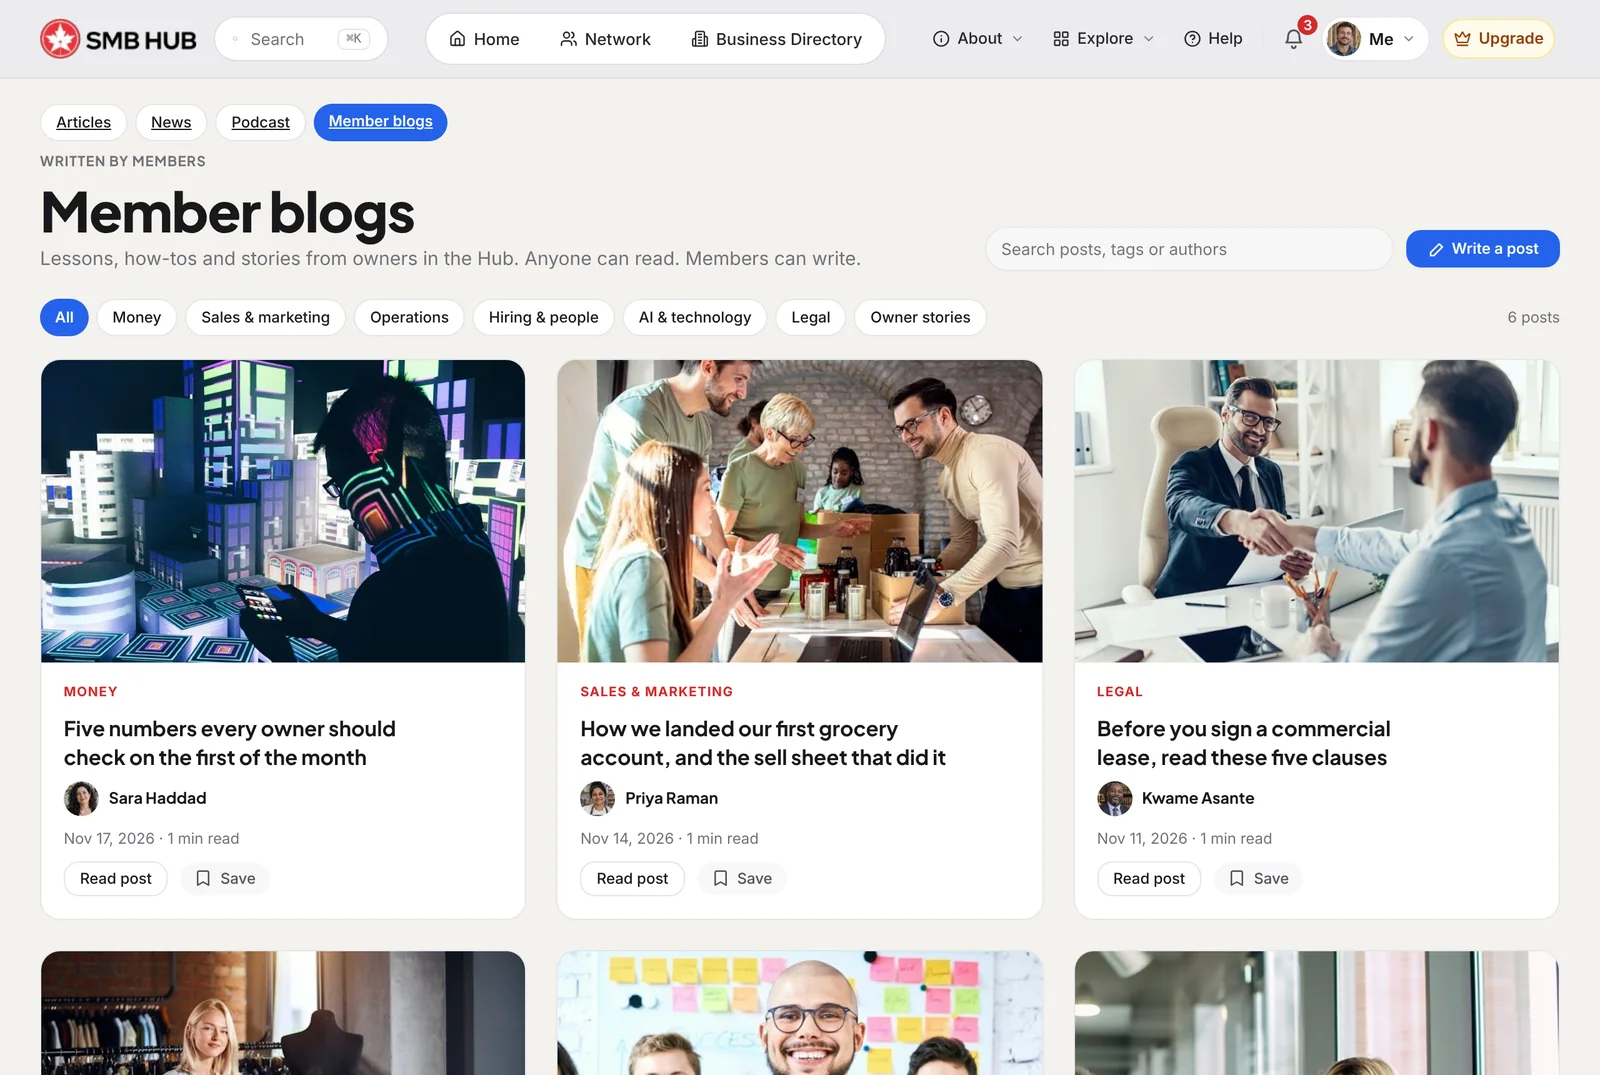 SMB HUB
Search
⌘K
Home
Network
Business Directory
About
Explore
Help
3
Me
Upgrade
Articles
News
Podcast
Member blogs
WRITTEN BY MEMBERS
Member blogs
Lessons, how-tos and stories from owners in the Hub. Anyone can read. Members can write.
Search posts, tags or authors
Write a post
All
Money
Sales & marketing
Operations
Hiring & people
AI & technology
Legal
Owner stories
6 posts
MONEY
Five numbers every owner should
check on the first of the month
Sara Haddad
Nov 17, 2026 · 1 min read
Read post
Save
SALES & MARKETING
How we landed our first grocery
account, and the sell sheet that did it
Priya Raman
Nov 14, 2026 · 1 min read
Read post
Save
LEGAL
Before you sign a commercial
lease, read these five clauses
Kwame Asante
Nov 11, 2026 · 1 min read
Read post
Save